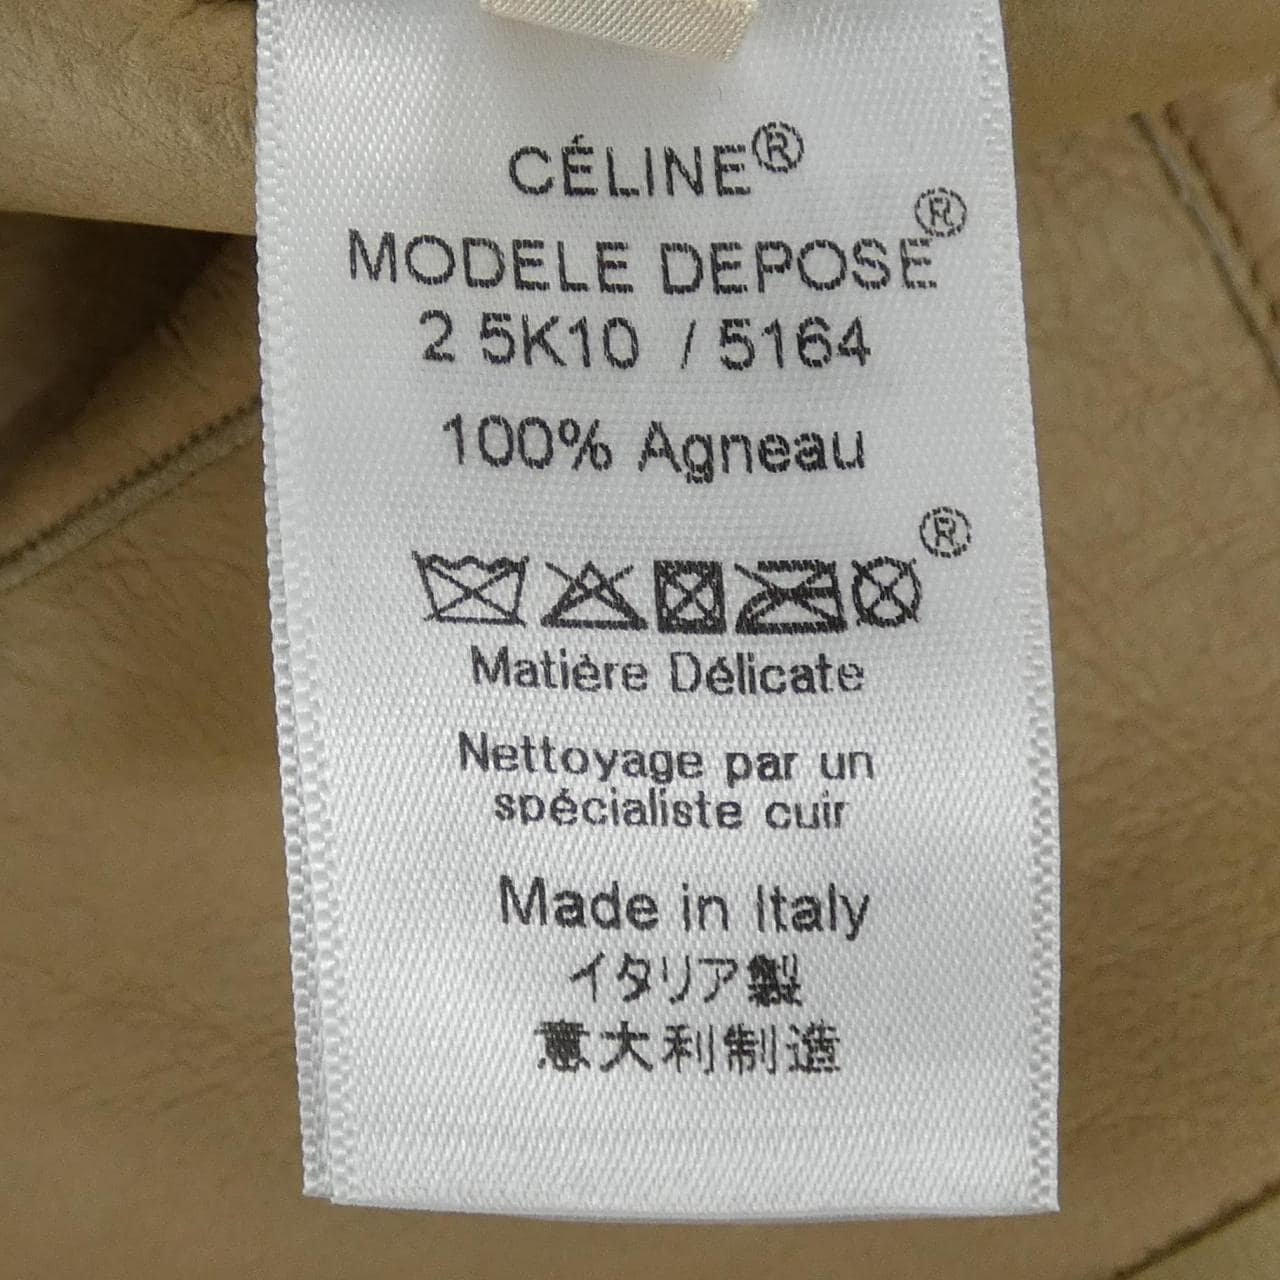 CÉLINE®
MODELE DEPOSE®
2 5K10 / 5164
100% Agneau
®
Matière Délicate
Nettoyage par un
spécialiste cuir
Made in Italy
イタリア製
意大利制造